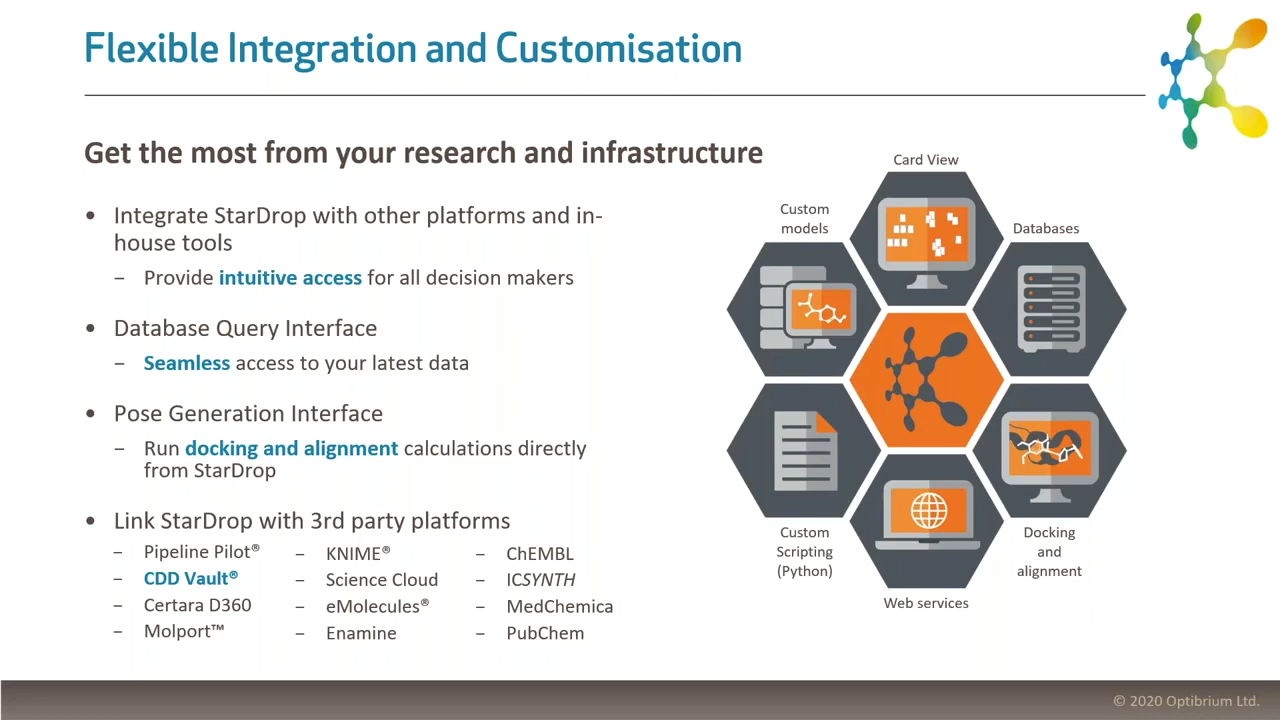 Flexible Integration and Customisation
Get the most from your research and infrastructure
• Integrate StarDrop with other platforms and in-
house tools
– Provide intuitive access for all decision makers
• Database Query Interface
– Seamless access to your latest data
• Pose Generation Interface
– Run docking and alignment calculations directly
from StarDrop
• Link StarDrop with 3rd party platforms
– Pipeline Pilot®
– CDD Vault®
– Certara D360
– Molport™
– KNIME®
– Science Cloud
– eMolecules®
– Enamine
– ChEMBL
– ICSYNTH
– MedChemica
– PubChem
Card View
Custom
models
Databases
Custom
Scripting
(Python)
Docking
and
alignment
Web services
© 2020 Optibrium Ltd.